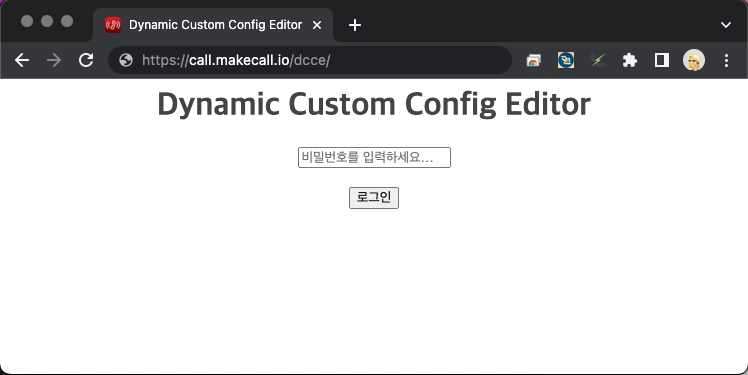 Dynamic Custom Config Editor
https://call.makecall.io/dcce/
Dynamic Custom Config Editor
비밀번호를 입력하세요...
로그인